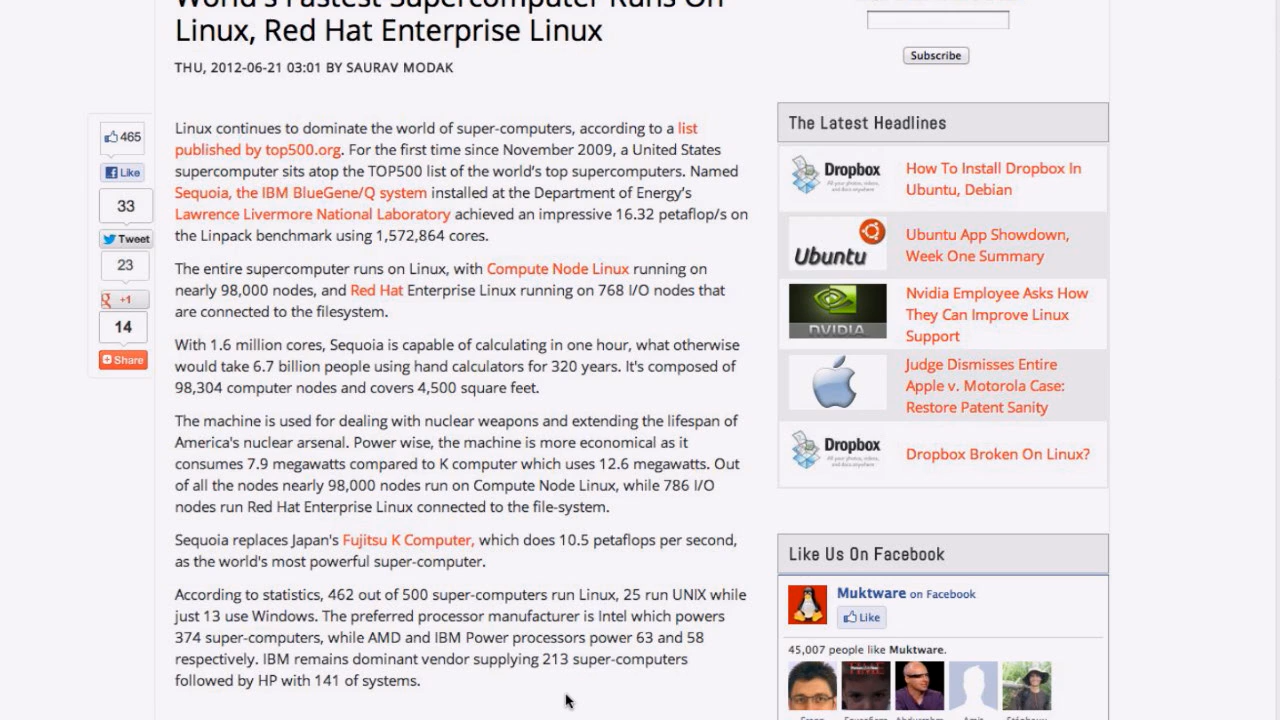 World's Fastest Supercomputer Runs On
Linux, Red Hat Enterprise Linux
THU, 2012-06-21 03:01 BY SAURAV MODAK
465
Like
33
Tweet
23
+1
14
Share
Linux continues to dominate the world of super-computers, according to a list
published by top500.org. For the first time since November 2009, a United States
supercomputer sits atop the TOP500 list of the world's top supercomputers. Named
Sequoia, the IBM BlueGene/Q system installed at the Department of Energy's
Lawrence Livermore National Laboratory achieved an impressive 16.32 petaflop/s on
the Linpack benchmark using 1,572,864 cores.
The entire supercomputer runs on Linux, with Compute Node Linux running on
nearly 98,000 nodes, and Red Hat Enterprise Linux running on 768 I/O nodes that
are connected to the filesystem.
With 1.6 million cores, Sequoia is capable of calculating in one hour, what otherwise
would take 6.7 billion people using hand calculators for 320 years. It's composed of
98,304 computer nodes and covers 4,500 square feet.
The machine is used for dealing with nuclear weapons and extending the lifespan of
America's nuclear arsenal. Power wise, the machine is more economical as it
consumes 7.9 megawatts compared to K computer which uses 12.6 megawatts. Out
of all the nodes nearly 98,000 nodes run on Compute Node Linux, while 786 I/O
nodes run Red Hat Enterprise Linux connected to the file-system.
Sequoia replaces Japan's Fujitsu K Computer, which does 10.5 petaflops per second,
as the world's most powerful super-computer.
According to statistics, 462 out of 500 super-computers run Linux, 25 run UNIX while
just 13 use Windows. The preferred processor manufacturer is Intel which powers
374 super-computers, while AMD and IBM Power processors power 63 and 58
respectively. IBM remains dominant vendor supplying 213 super-computers
followed by HP with 141 of systems.
Subscribe
The Latest Headlines
Dropbox
How To Install Dropbox In
Ubuntu, Debian
Ubuntu
Ubuntu App Showdown,
Week One Summary
NVIDIA
Nvidia Employee Asks How
They Can Improve Linux
Support
Judge Dismisses Entire
Apple v. Motorola Case:
Restore Patent Sanity
Dropbox
Dropbox Broken On Linux?
Like Us On Facebook
Muktware on Facebook
Like
45,007 people like Muktware.
TIME